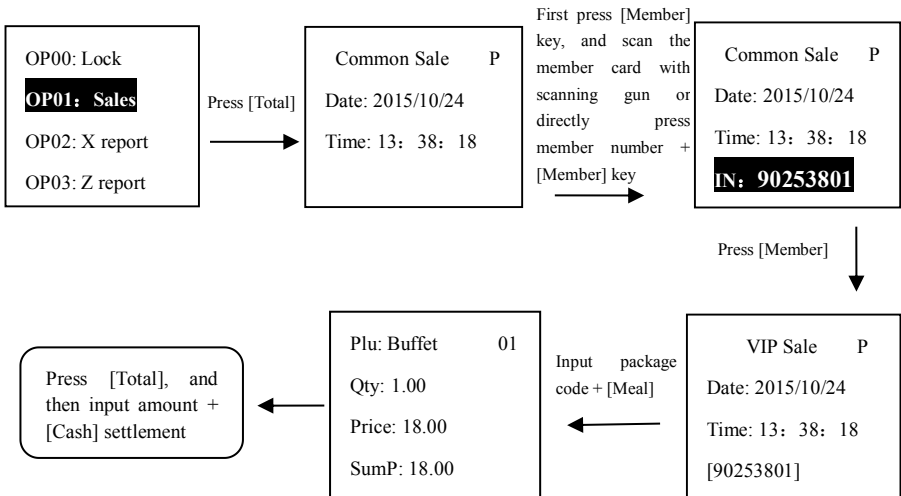 OP00: Lock
OP01：Sales
OP02: X report
OP03: Z report
Press [Total]
Common Sale P
Date: 2015/10/24
Time: 13：38：18
First press [Member]
key, and scan the
member card with
scanning gun or
directly press
member number +
[Member] key
Common Sale P
Date: 2015/10/24
Time: 13：38：18
IN：90253801
Press [Member]
VIP Sale P
Date: 2015/10/24
Time: 13：38：18
[90253801]
Input package
code + [Meal]
Plu: Buffet 01
Qty: 1.00
Price: 18.00
SumP: 18.00
Press [Total], and
then input amount +
[Cash] settlement